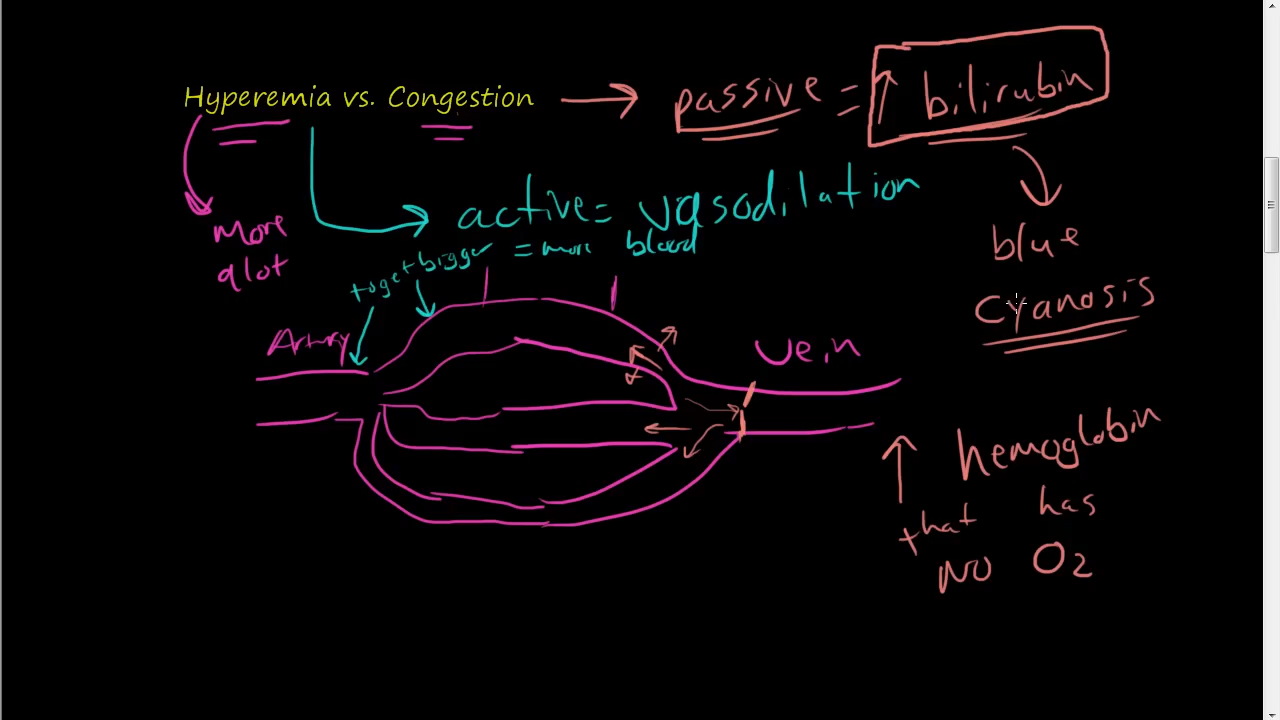 Hyperemia vs. Congestion → passive = ↑ bilirubin
active = vasodilation
= more blood
to get bigger
more
alot
blue
Cyanosis
Artery
Vein
↑ hemoglobin
that has
NO O2